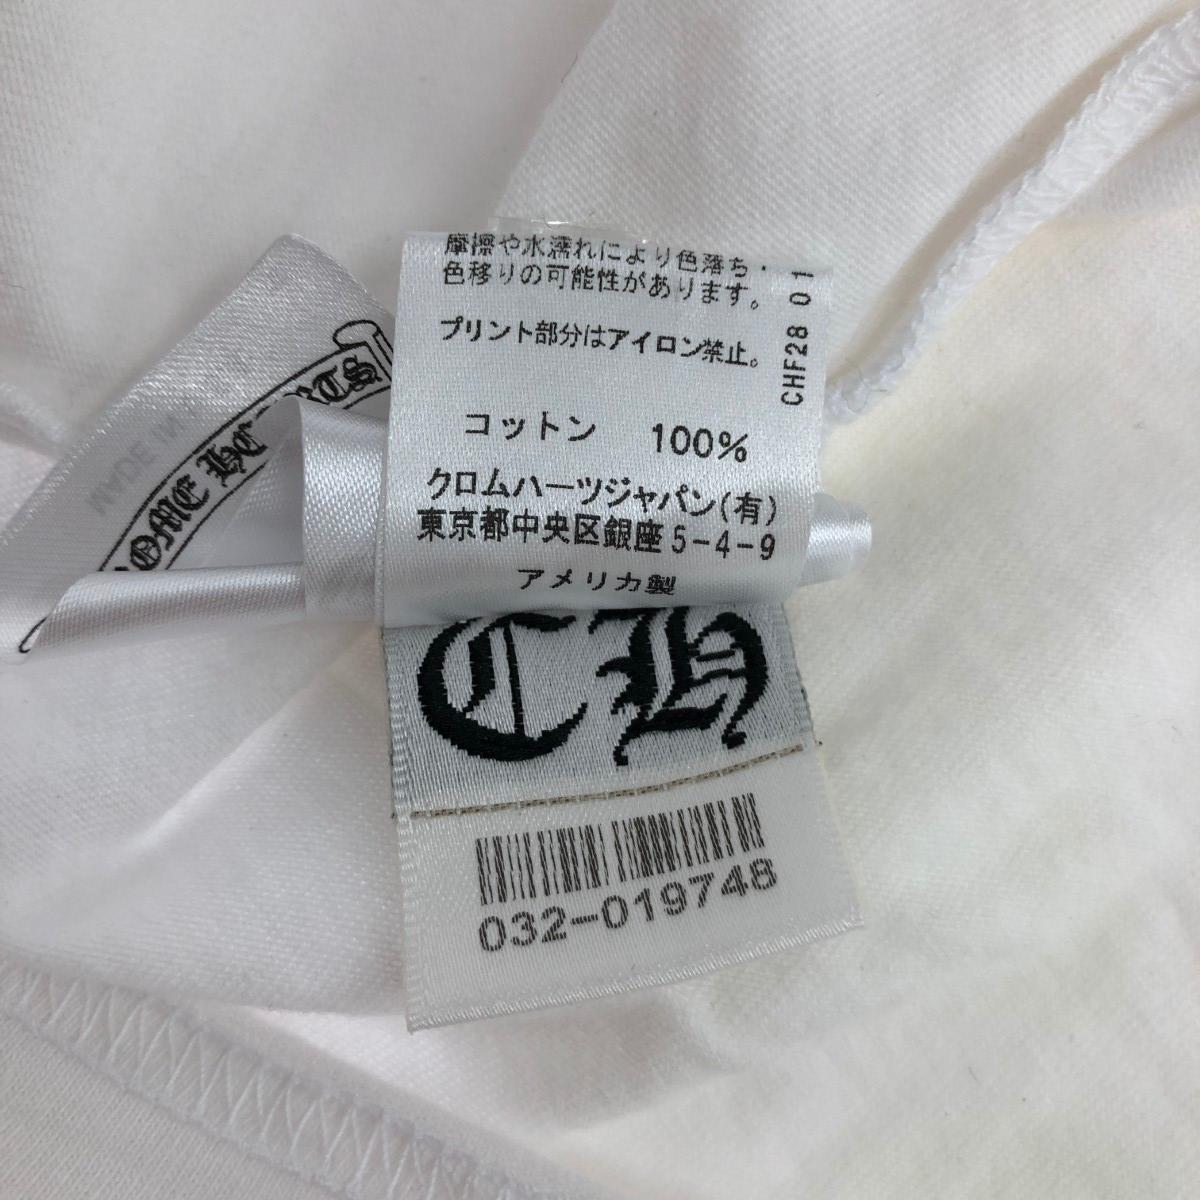 摩擦や水濡れにより色落ち・
色移りの可能性があります。
プリント部分はアイロン禁止。
CHF28 01
コットン 100%
クロムハーツジャパン(有)
東京都中央区銀座5-4-9
アメリカ製
CH
032-019748
MADE IN